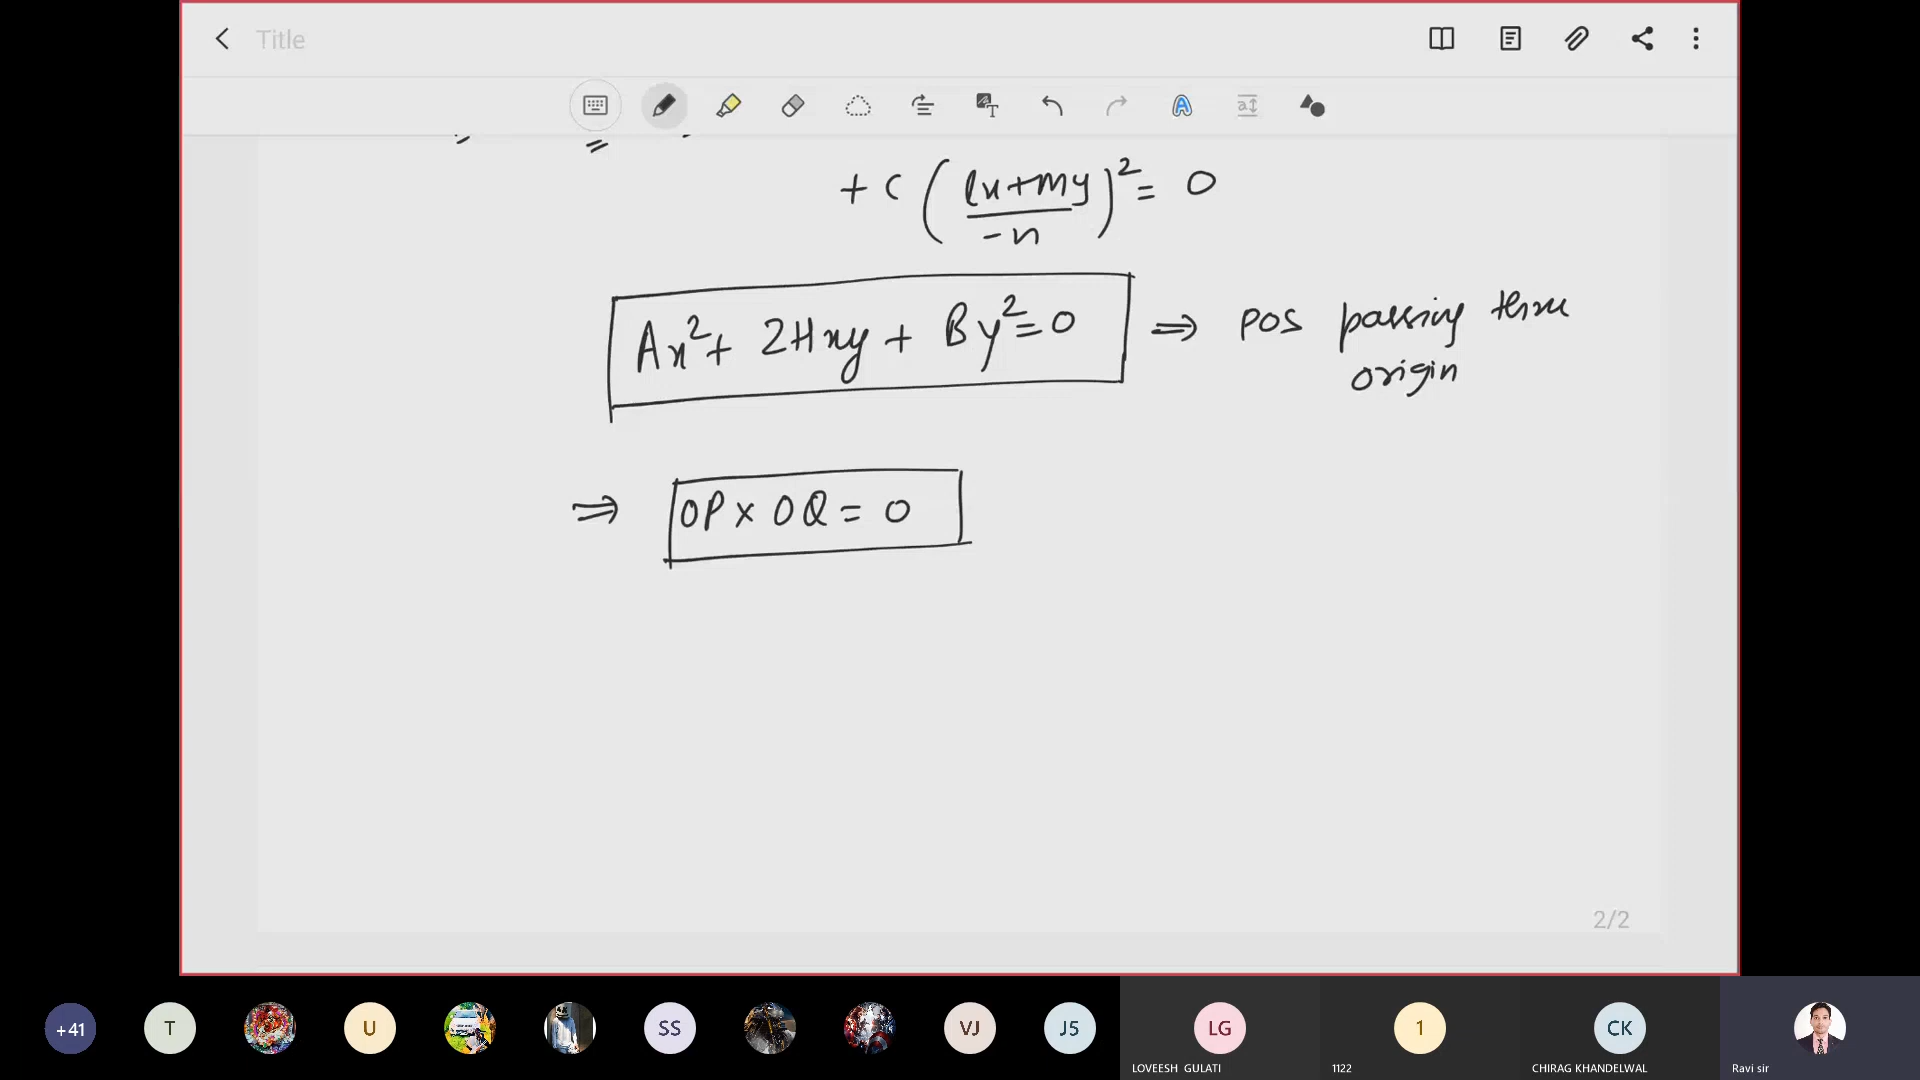 Title
+ c ( lx+my / -n )² = 0
Ax² + 2Hxy + By² = 0 ⇒ POS passing thru
origin
⇒ OP × OQ = 0
2/2
+41 T U SS VJ J5 LG 1 CK
LOVEESH GULATI 1122 CHIRAG KHANDELWAL Ravi sir